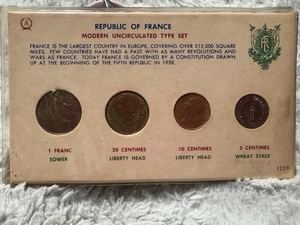 A
REPUBLIC OF FRANCE
MODERN UNCIRCULATED TYPE SET
FRANCE IS THE LARGEST COUNTRY IN EUROPE, COVERING OVER 212,000 SQUARE
MILES. FEW COUNTRIES HAVE HAD A PAST WITH AS MANY REVOLUTIONS AND
WARS AS FRANCE. TODAY FRANCE IS GOVERNED BY A CONSTITUTION DRAWN
UP AT THE BEGINNING OF THE FIFTH REPUBLIC IN 1958.
1 FRANC
SOWER
20 CENTIMES
LIBERTY HEAD
10 CENTIMES
LIBERTY HEAD
5 CENTIMES
WHEAT STALK
1229